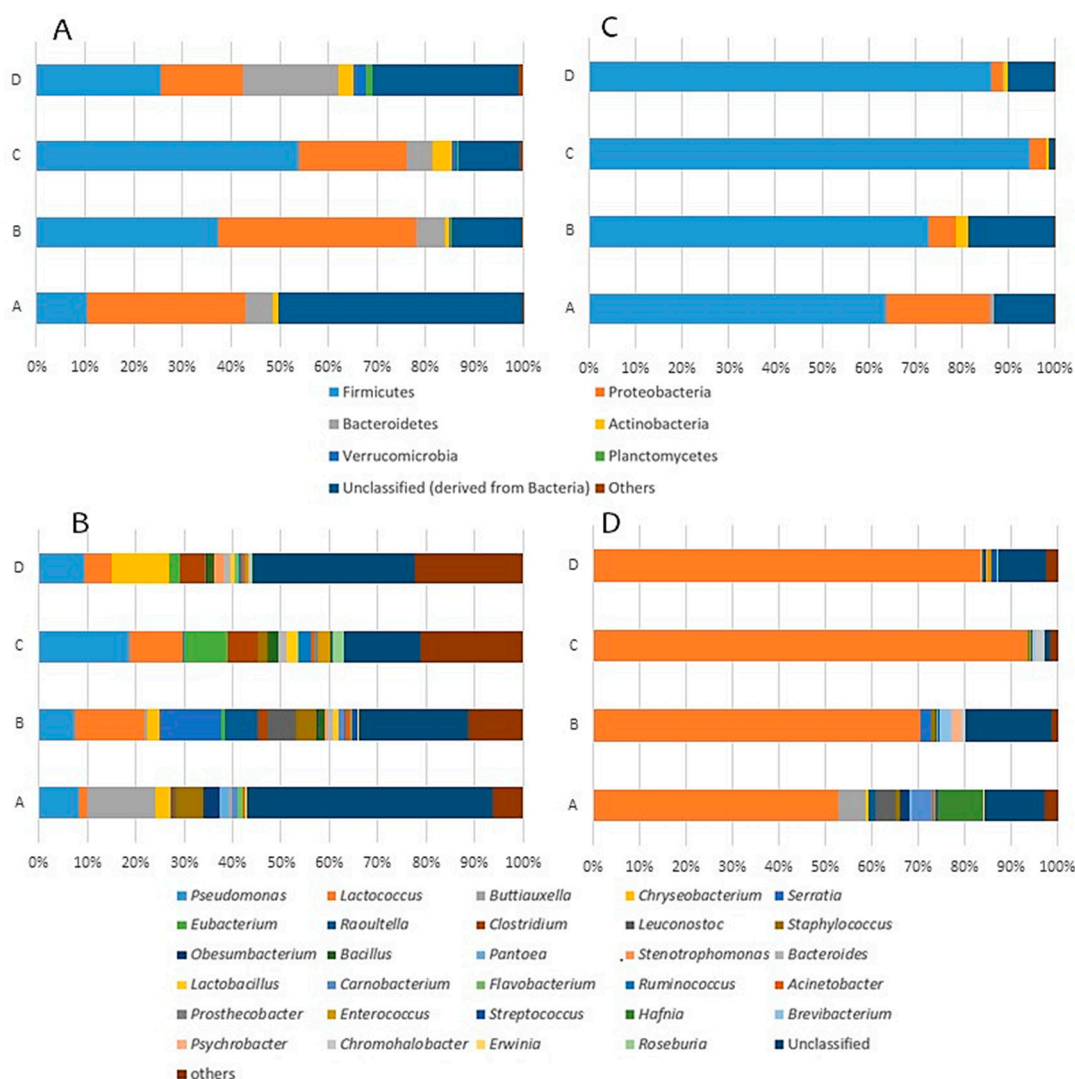 A
C
D
C
B
A
0% 10% 20% 30% 40% 50% 60% 70% 80% 90% 100%
D
C
B
A
0% 10% 20% 30% 40% 50% 60% 70% 80% 90% 100%
Firmicutes Proteobacteria
Bacteroidetes Actinobacteria
Verrucomicrobia Planctomycetes
Unclassified (derived from Bacteria) Others
B
D
D
C
B
A
0% 10% 20% 30% 40% 50% 60% 70% 80% 90% 100%
D
C
B
A
0% 10% 20% 30% 40% 50% 60% 70% 80% 90% 100%
Pseudomonas Lactococcus Buttiauxella Chryseobacterium Serratia
Eubacterium Raoultella Clostridium Leuconostoc Staphylococcus
Obesumbacterium Bacillus Pantoea Stenotrophomonas Bacteroides
Lactobacillus Carnobacterium Flavobacterium Ruminococcus Acinetobacter
Prosthecobacter Enterococcus Streptococcus Hafnia Brevibacterium
Psychrobacter Chromohalobacter Erwinia Roseburia Unclassified
others